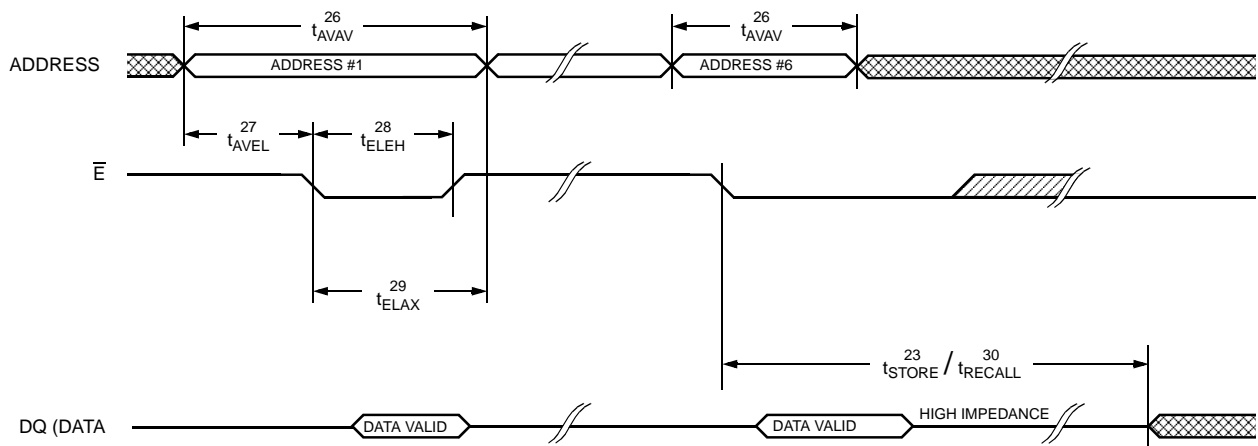 26
tAVAV
26
tAVAV
ADDRESS
ADDRESS #1
ADDRESS #6
27
tAVEL
28
tELEH
E
29
tELAX
23
tSTORE / tRECALL
30
DQ (DATA
DATA VALID
DATA VALID
HIGH IMPEDANCE